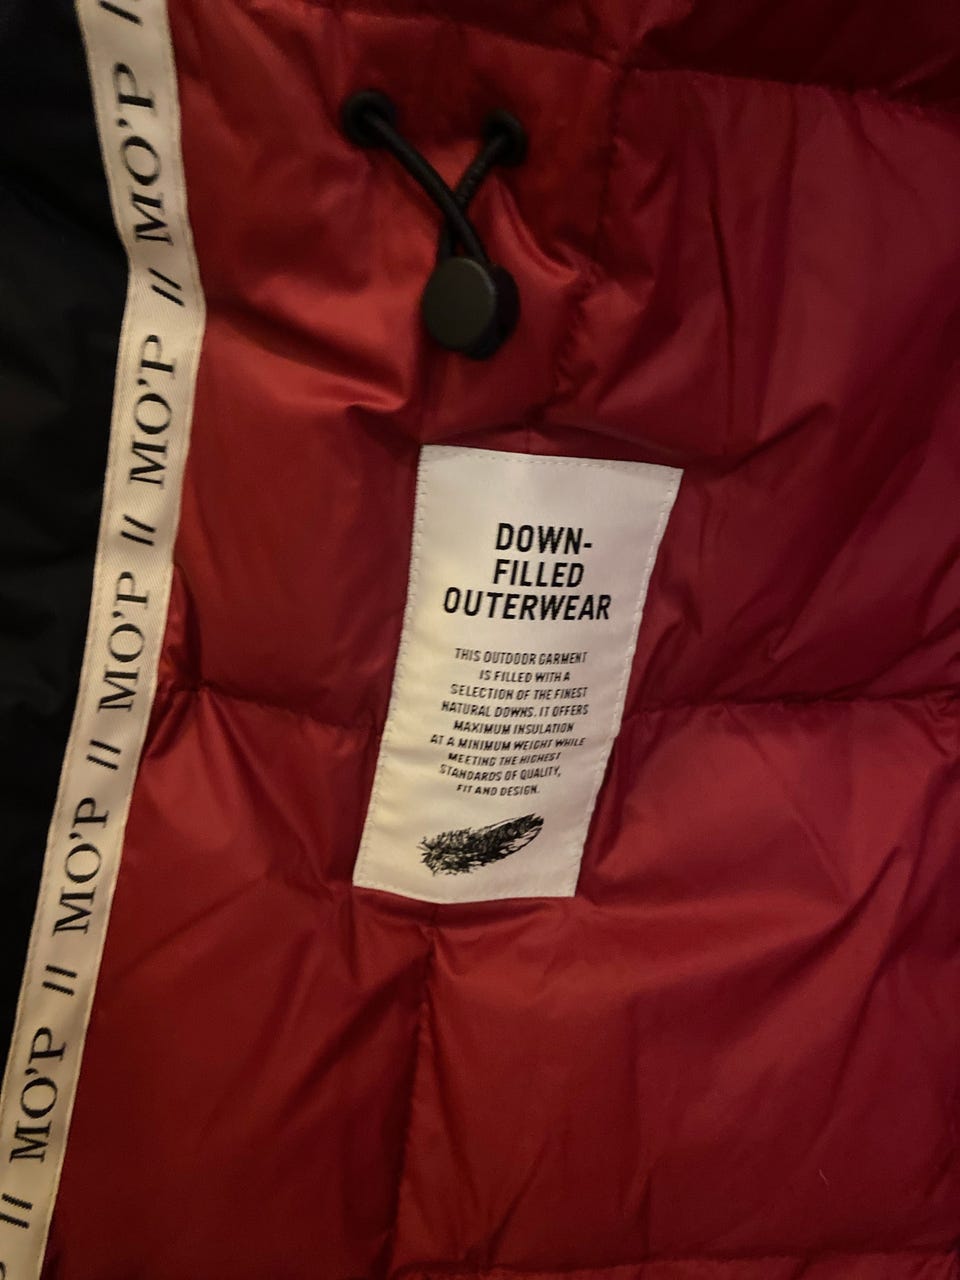 // MO'P // MO'P // MO'P // MO'P // MO'P //
DOWN-
FILLED
OUTERWEAR
THIS OUTDOOR GARMENT
IS FILLED WITH A
SELECTION OF THE FINEST
NATURAL DOWNS. IT OFFERS
MAXIMUM INSULATION
AT A MINIMUM WEIGHT WHILE
MEETING THE HIGHEST
STANDARDS OF QUALITY,
FIT AND DESIGN.